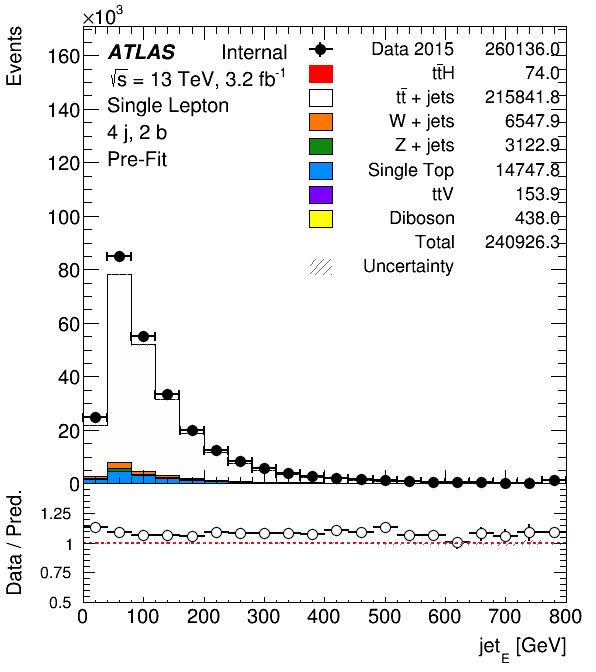 ×10³
Events
160
140
120
100
80
60
40
20
0
ATLAS Internal
√s = 13 TeV, 3.2 fb⁻¹
Single Lepton
4 j, 2 b
Pre-Fit
Data 2015 260136.0
tt̄H 74.0
tt̄ + jets 215841.8
W + jets 6547.9
Z + jets 3122.9
Single Top 14747.8
ttV 153.9
Diboson 438.0
Total 240926.3
Uncertainty
Data / Pred.
1.25
1
0.75
0.5
0 100 200 300 400 500 600 700 800
jet_E [GeV]